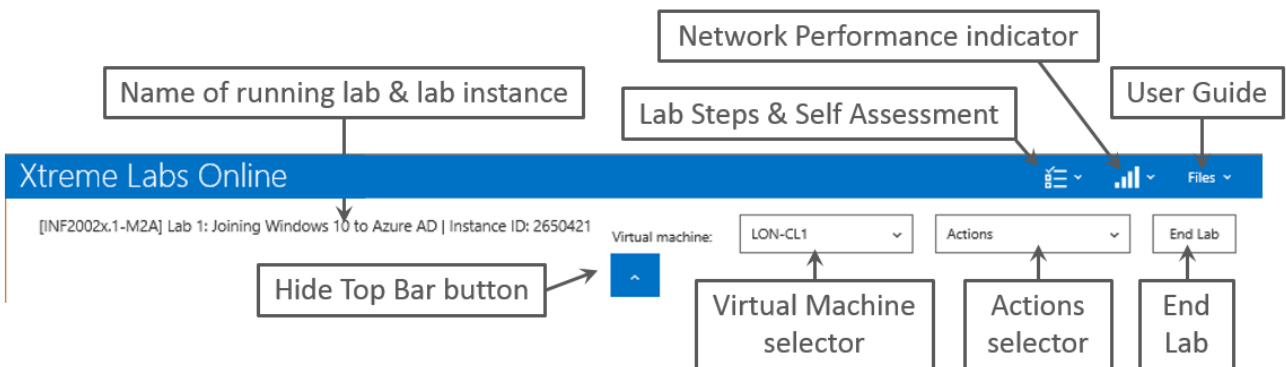 Network Performance indicator
Name of running lab & lab instance
User Guide
Lab Steps & Self Assessment
Xtreme Labs Online
Files
[INF2002x.1-M2A] Lab 1: Joining Windows 10 to Azure AD | Instance ID: 2650421
Virtual machine:
LON-CL1
Actions
End Lab
Hide Top Bar button
Virtual Machine
selector
Actions
selector
End
Lab